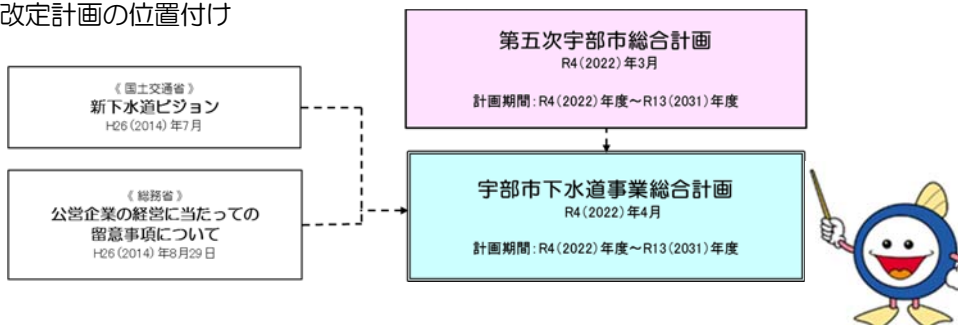 改定計画の位置付け
第五次宇部市総合計画
R4(2022)年3月
計画期間:R4(2022)年度~R13(2031)年度
《 国土交通省 》
新下水道ビジョン
H26(2014)年7月
《 総務省 》
公営企業の経営に当たっての
留意事項について
H26(2014)年8月29日
宇部市下水道事業総合計画
R4(2022)年4月
計画期間:R4(2022)年度~R13(2031)年度